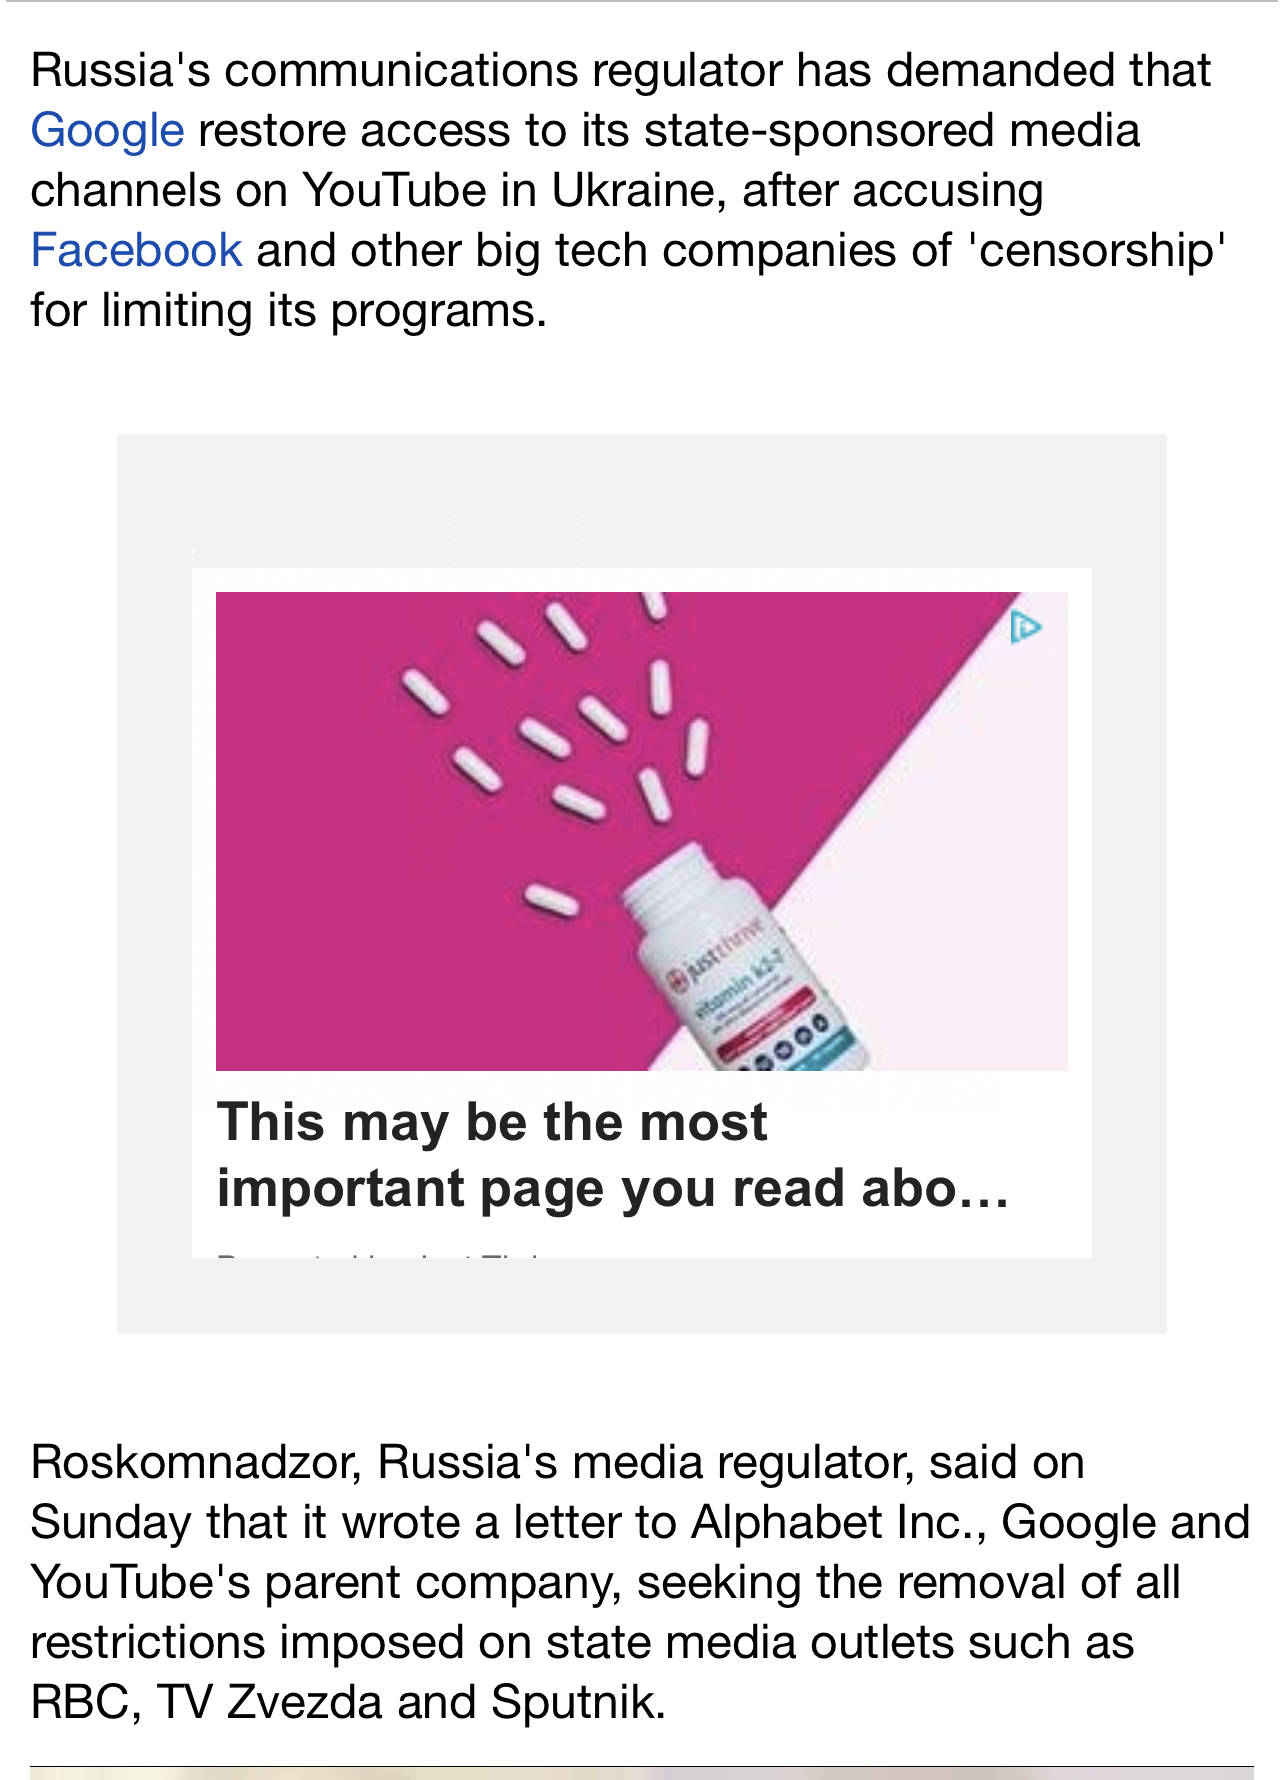 Russia's communications regulator has demanded that
Google restore access to its state-sponsored media
channels on YouTube in Ukraine, after accusing
Facebook and other big tech companies of 'censorship'
for limiting its programs.
justthrive
vitamin k2-7
This may be the most
important page you read abo...
Roskomnadzor, Russia's media regulator, said on
Sunday that it wrote a letter to Alphabet Inc., Google and
YouTube's parent company, seeking the removal of all
restrictions imposed on state media outlets such as
RBC, TV Zvezda and Sputnik.